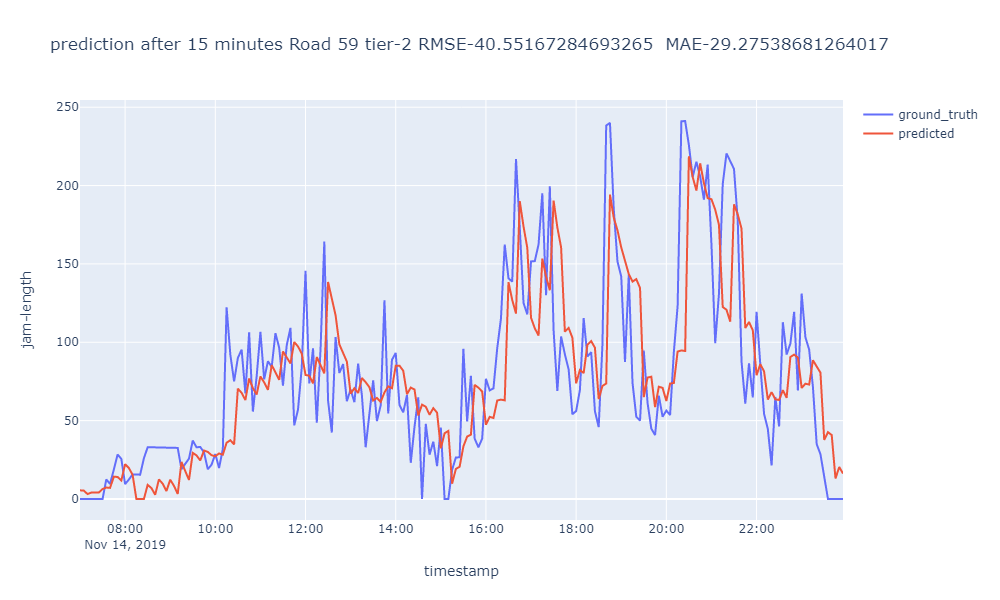 prediction after 15 minutes Road 59 tier-2 RMSE-40.55167284693265  MAE-29.27538681264017
250
200
150
100
50
0
jam-length
08:00 10:00 12:00 14:00 16:00 18:00 20:00 22:00
Nov 14, 2019
timestamp
ground_truth
predicted